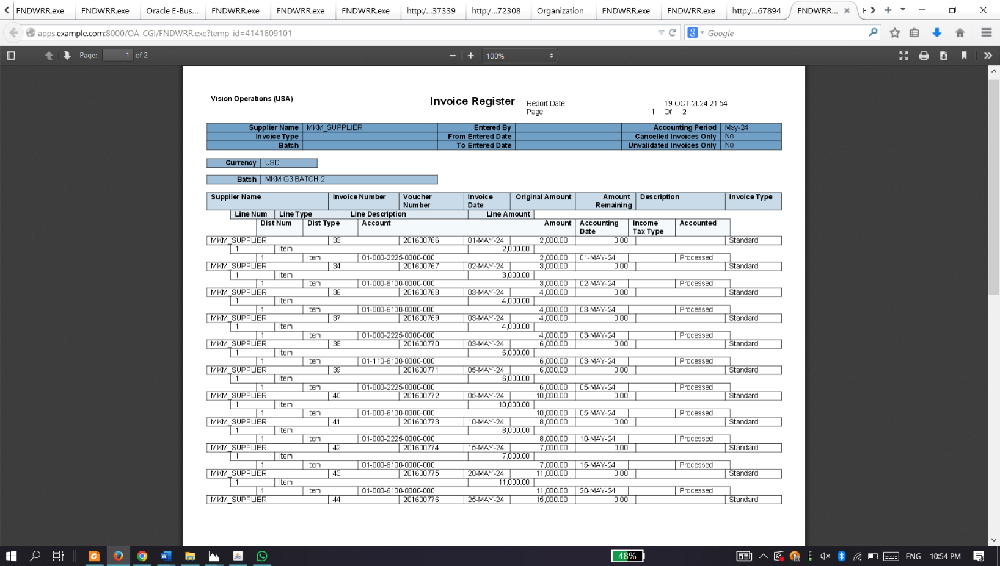 FNDWRR.exe FNDWRR.exe Oracle E-Bus... FNDWRR.exe FNDWRR.exe FNDWRR.exe http:/...37339 http:/...72308 Organization FNDWRR.exe FNDWRR.exe http:/...67894 FNDWRR...
apps.example.com:8000/OA_CGI/FNDWRR.exe?temp_id=4141609101 8 Google
Page: 1 of 2 100%
Vision Operations (USA) Invoice Register Report Date 19-OCT-2024 21:54
Page 1 Of 2
Supplier Name MKM_SUPPLIER Entered By Accounting Period May-24
Invoice Type From Entered Date Cancelled Invoices Only No
Batch To Entered Date Unvalidated Invoices Only No
Currency USD
Batch MKM G3 BATCH 2
Supplier Name Invoice Number Voucher Number Invoice Date Original Amount Amount Remaining Description Invoice Type
Line Num Line Type Line Description Line Amount
Dist Num Dist Type Account Amount Accounting Date Income Tax Type Accounted
MKM_SUPPLIER 33 201600766 01-MAY-24 2,000.00 0.00 Standard
1 Item 2,000.00
1 Item 01-000-2225-0000-000 2,000.00 01-MAY-24 Processed
MKM_SUPPLIER 34 201600767 02-MAY-24 3,000.00 0.00 Standard
1 Item 3,000.00
1 Item 01-000-6100-0000-000 3,000.00 02-MAY-24 Processed
MKM_SUPPLIER 36 201600768 03-MAY-24 4,000.00 0.00 Standard
1 Item 4,000.00
1 Item 01-000-6100-0000-000 4,000.00 03-MAY-24 Processed
MKM_SUPPLIER 37 201600769 03-MAY-24 4,000.00 0.00 Standard
1 Item 4,000.00
1 Item 01-000-2225-0000-000 4,000.00 03-MAY-24 Processed
MKM_SUPPLIER 38 201600770 03-MAY-24 6,000.00 0.00 Standard
1 Item 6,000.00
1 Item 01-110-6100-0000-000 6,000.00 03-MAY-24 Processed
MKM_SUPPLIER 39 201600771 05-MAY-24 6,000.00 0.00 Standard
1 Item 6,000.00
1 Item 01-000-2225-0000-000 6,000.00 05-MAY-24 Processed
MKM_SUPPLIER 40 201600772 05-MAY-24 10,000.00 0.00 Standard
1 Item 10,000.00
1 Item 01-000-6100-0000-000 10,000.00 05-MAY-24 Processed
MKM_SUPPLIER 41 201600773 10-MAY-24 8,000.00 0.00 Standard
1 Item 8,000.00
1 Item 01-000-2225-0000-000 8,000.00 10-MAY-24 Processed
MKM_SUPPLIER 42 201600774 15-MAY-24 7,000.00 0.00 Standard
1 Item 7,000.00
1 Item 01-000-6100-0000-000 7,000.00 15-MAY-24 Processed
MKM_SUPPLIER 43 201600775 20-MAY-24 11,000.00 0.00 Standard
1 Item 11,000.00
1 Item 01-000-6100-0000-000 11,000.00 20-MAY-24 Processed
MKM_SUPPLIER 44 201600776 25-MAY-24 15,000.00 0.00 Standard
48% ENG 10:54 PM